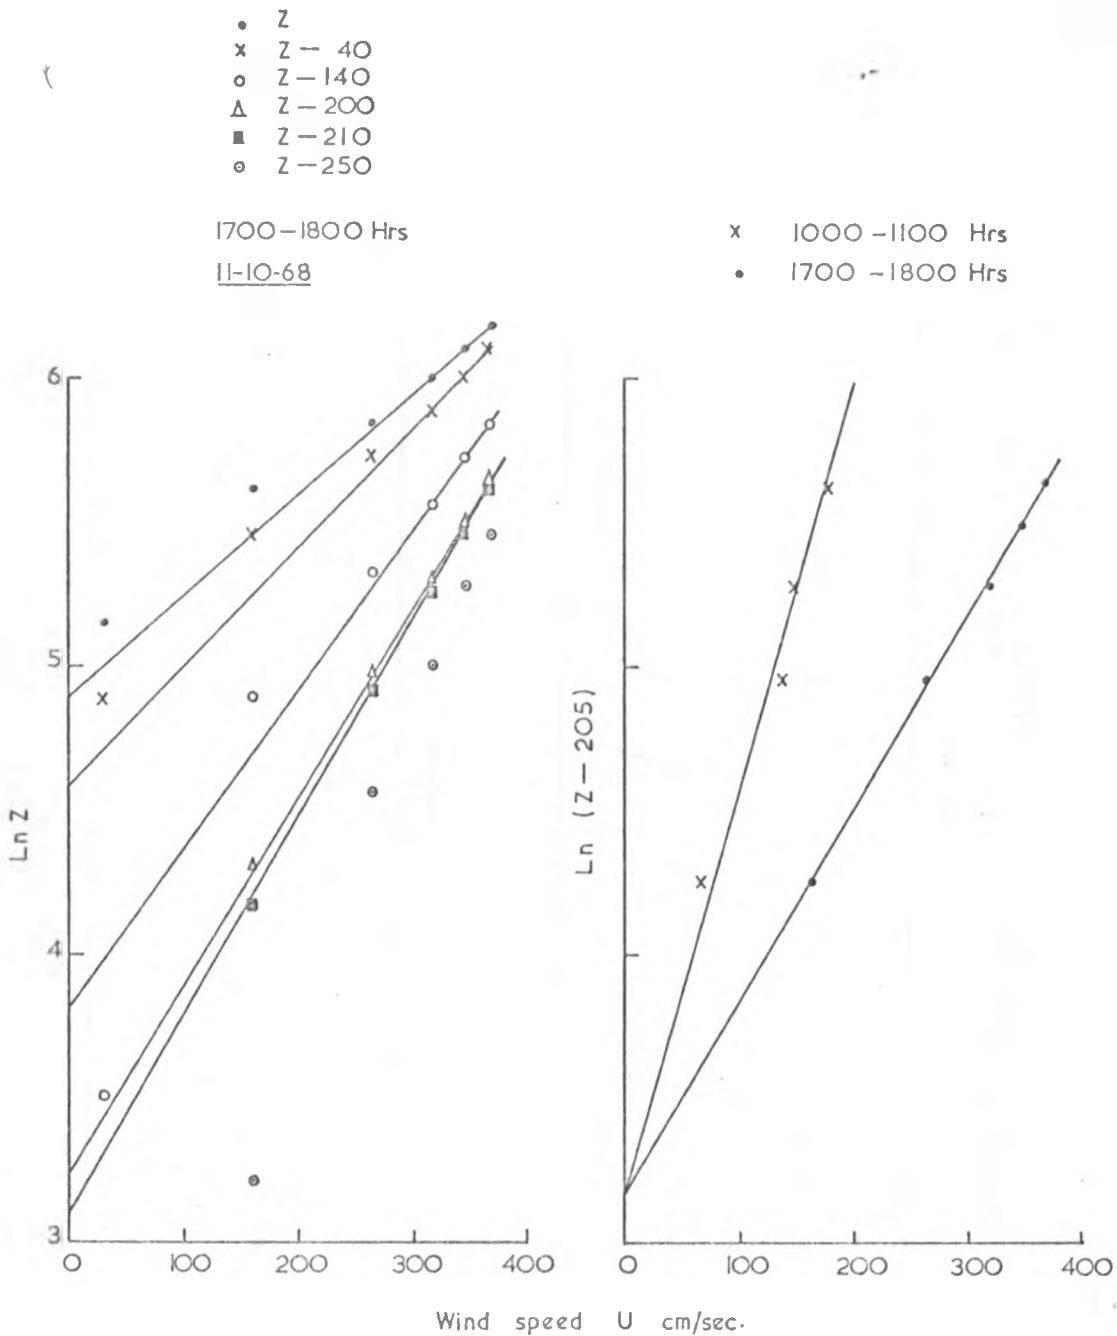 • Z
x Z — 40
o Z — 140
△ Z — 200
■ Z — 210
⊙ Z — 250
1700 – 1800 Hrs
11-10-68
x 1000 – 1100 Hrs
• 1700 – 1800 Hrs
6
5
4
3
Ln Z
0 100 200 300 400
Ln (Z — 205)
0 100 200 300 400
Wind speed U cm/sec.